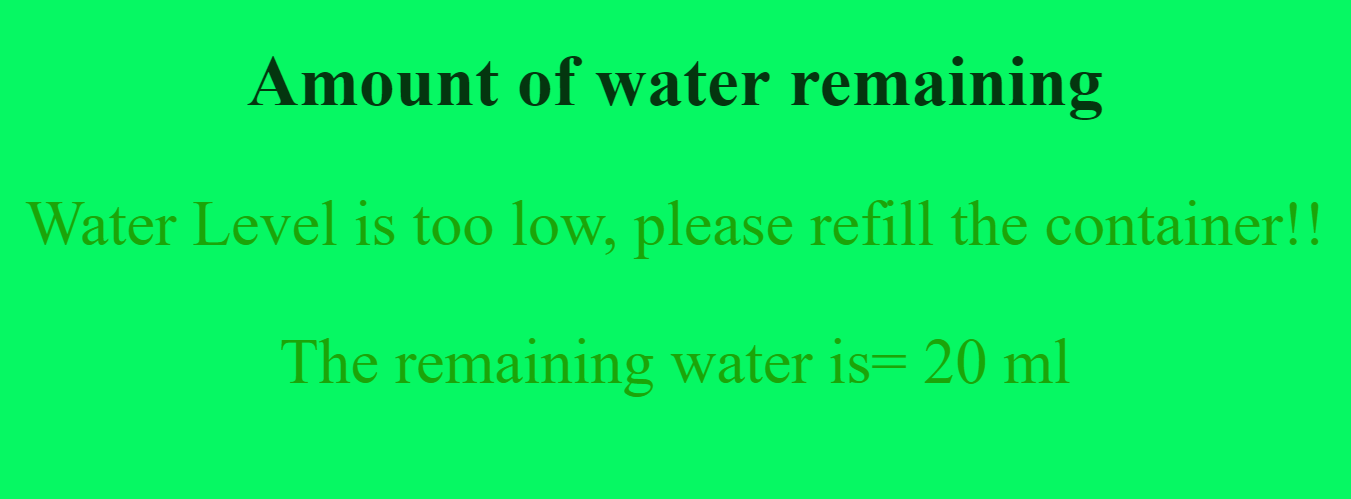 Amount of water remaining
Water Level is too low, please refill the container!!
The remaining water is= 20 ml